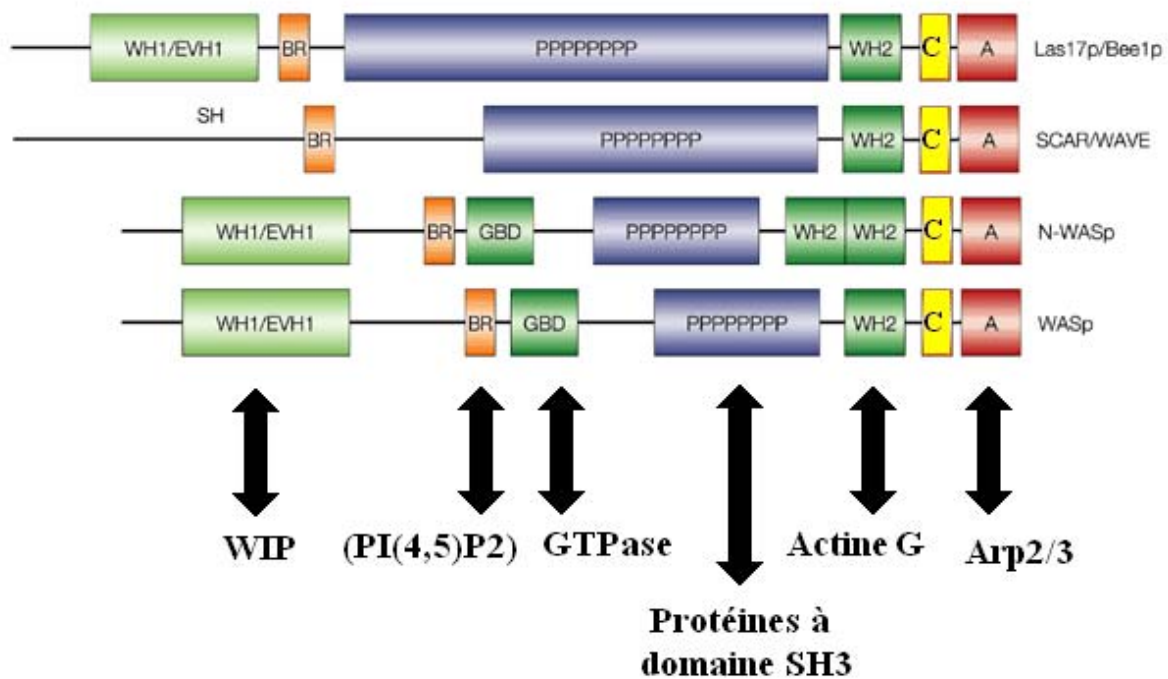 WH1/EVH1 BR PPPPPPPP WH2 C A Las17p/Bee1p
SH
BR PPPPPPPP WH2 C A SCAR/WAVE
WH1/EVH1 BR GBD PPPPPPPP WH2 WH2 C A N-WASp
WH1/EVH1 BR GBD PPPPPPPP WH2 C A WASp
WIP (PI(4,5)P2) GTPase Actine G Arp2/3
Protéines à
domaine SH3